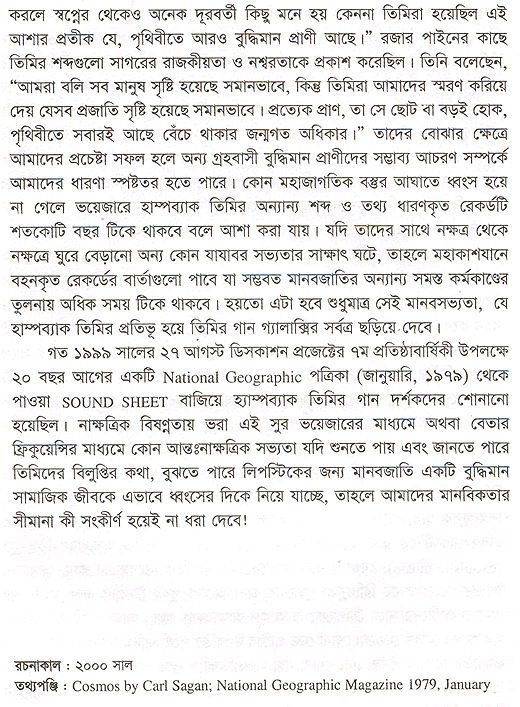 করলে স্বপ্নের থেকেও অনেক দূরবর্তী কিছু মনে হয় কেননা তিমিরা হয়েছিল এই
আশার প্রতীক যে, পৃথিবীতে আরও বুদ্ধিমান প্রাণী আছে।” রজার পাইনের কাছে
তিমির শব্দগুলো সাগরের রাজকীয়তা ও নশ্বরতাকে প্রকাশ করেছিল। তিনি বলেছেন,
“আমরা বলি সব মানুষ সৃষ্টি হয়েছে সমানভাবে, কিন্তু তিমিরা আমাদের স্মরণ করিয়ে
দেয় যেসব প্রজাতি সৃষ্টি হয়েছে সমানভাবে। প্রত্যেক প্রাণ, তা সে ছোট বা বড়ই হোক,
পৃথিবীতে সবারই আছে বেঁচে থাকার জন্মগত অধিকার।” তাদের বোঝার ক্ষেত্রে
আমাদের প্রচেষ্টা সফল হলে অন্য গ্রহবাসী বুদ্ধিমান প্রাণীদের সম্ভাব্য আচরণ সম্পর্কে
আমাদের ধারণা স্পষ্টতর হতে পারে। কোন মহাজাগতিক বস্তুর আঘাতে ধ্বংস হয়ে
না গেলে ভয়েজারে হাম্পব্যাক তিমির অন্যান্য শব্দ ও তথ্য ধারণকৃত রেকর্ডটি
শতকোটি বছর টিকে থাকবে বলে আশা করা যায়। যদি তাদের সাথে নক্ষত্র থেকে
নক্ষত্রে ঘুরে বেড়ানো অন্য কোন যাযাবর সভ্যতার সাক্ষাৎ ঘটে, তাহলে মহাকাশযানে
বহনকৃত রেকর্ডের বার্তাগুলো পাবে যা সম্ভবত মানবজাতির অন্যান্য সমস্ত কর্মকাণ্ডের
তুলনায় অধিক সময় টিকে থাকবে। হয়তো এটা হবে শুধুমাত্র সেই মানবসভ্যতা, যে
হাম্পব্যাক তিমির প্রতিভূ হয়ে তিমির গান গ্যালাক্সির সর্বত্র ছড়িয়ে দেবে।
গত ১৯৯৯ সালের ২৭ আগস্ট ডিসকাশন প্রজেক্টের ৭ম প্রতিষ্ঠাবার্ষিকী উপলক্ষে
২০ বছর আগের একটি National Geographic পত্রিকা (জানুয়ারি, ১৯৭৯) থেকে
পাওয়া SOUND SHEET বাজিয়ে হ্যাম্পব্যাক তিমির গান দর্শকদের শোনানো
হয়েছিল। নাক্ষত্রিক বিষণ্নতায় ভরা এই সুর ভয়েজারের মাধ্যমে অথবা বেতার
ফ্রিকুয়েন্সির মাধ্যমে কোন আন্তঃনাক্ষত্রিক সভ্যতা যদি শুনতে পায় এবং জানতে পারে
তিমিদের বিলুপ্তির কথা, বুঝতে পারে লিপস্টিকের জন্য মানবজাতি একটি বুদ্ধিমান
সামাজিক জীবকে এভাবে ধ্বংসের দিকে নিয়ে যাচ্ছে, তাহলে আমাদের মানবিকতার
সীমানা কী সংকীর্ণ হয়েই না ধরা দেবে!
রচনাকাল : ২০০০ সাল
তথ্যপঞ্জি : Cosmos by Carl Sagan; National Geographic Magazine 1979, January